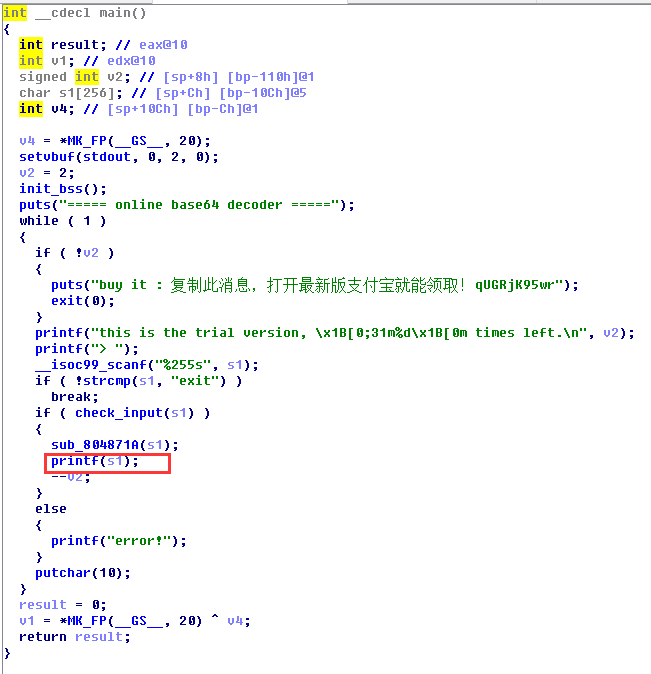 int __cdecl main()
{
  int result; // eax@10
  int v1; // edx@10
  signed int v2; // [sp+8h] [bp-110h]@1
  char s1[256]; // [sp+Ch] [bp-10Ch]@5
  int v4; // [sp+10Ch] [bp-Ch]@1

  v4 = *MK_FP(__GS__, 20);
  setvbuf(stdout, 0, 2, 0);
  v2 = 2;
  init_bss();
  puts("===== online base64 decoder =====");
  while ( 1 )
  {
    if ( !v2 )
    {
      puts("buy it : 复制此消息，打开最新版支付宝就能领取！qUGRjK95wr");
      exit(0);
    }
    printf("this is the trial version, \x1B[0;31m%d\x1B[0m times left.\n", v2);
    printf("> ");
    __isoc99_scanf("%255s", s1);
    if ( !strcmp(s1, "exit") )
      break;
    if ( check_input(s1) )
    {
      sub_804871A(s1);
      printf(s1);
      --v2;
    }
    else
    {
      printf("error!");
    }
    putchar(10);
  }
  result = 0;
  v1 = *MK_FP(__GS__, 20) ^ v4;
  return result;
}